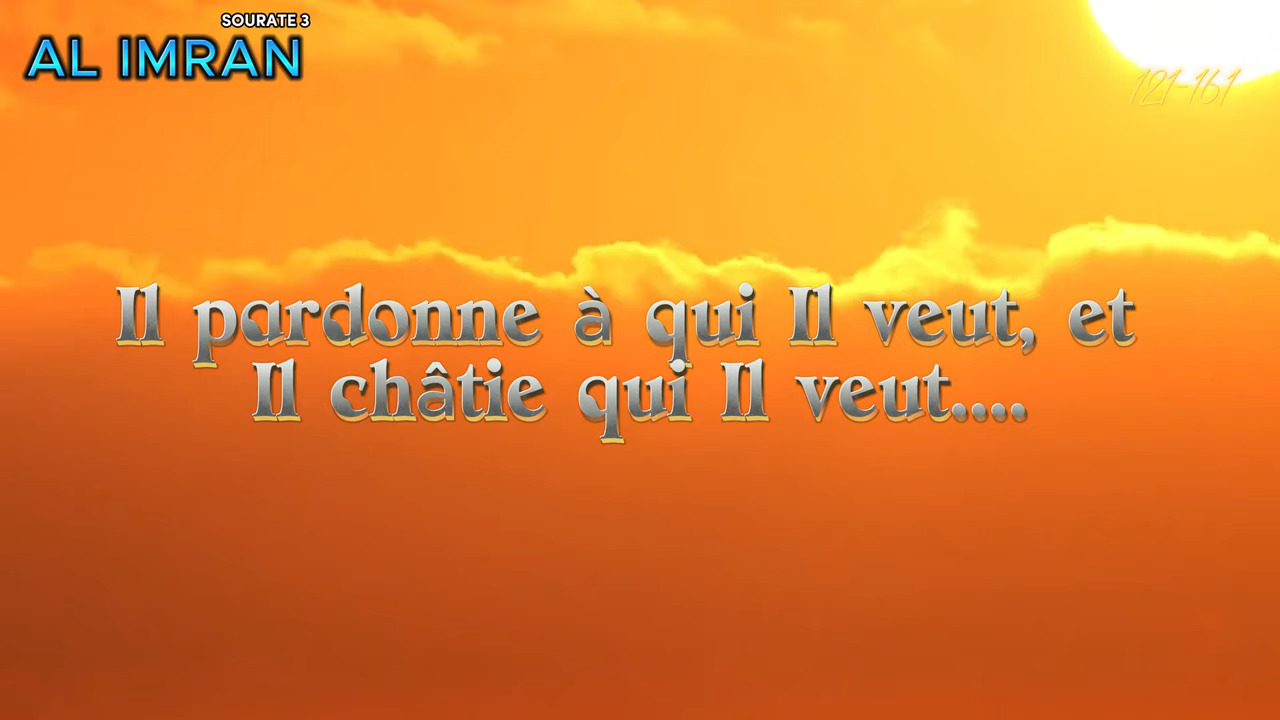 SOURATE 3
AL IMRAN
121-161
Il pardonne à qui Il veut, et
Il châtie qui Il veut....